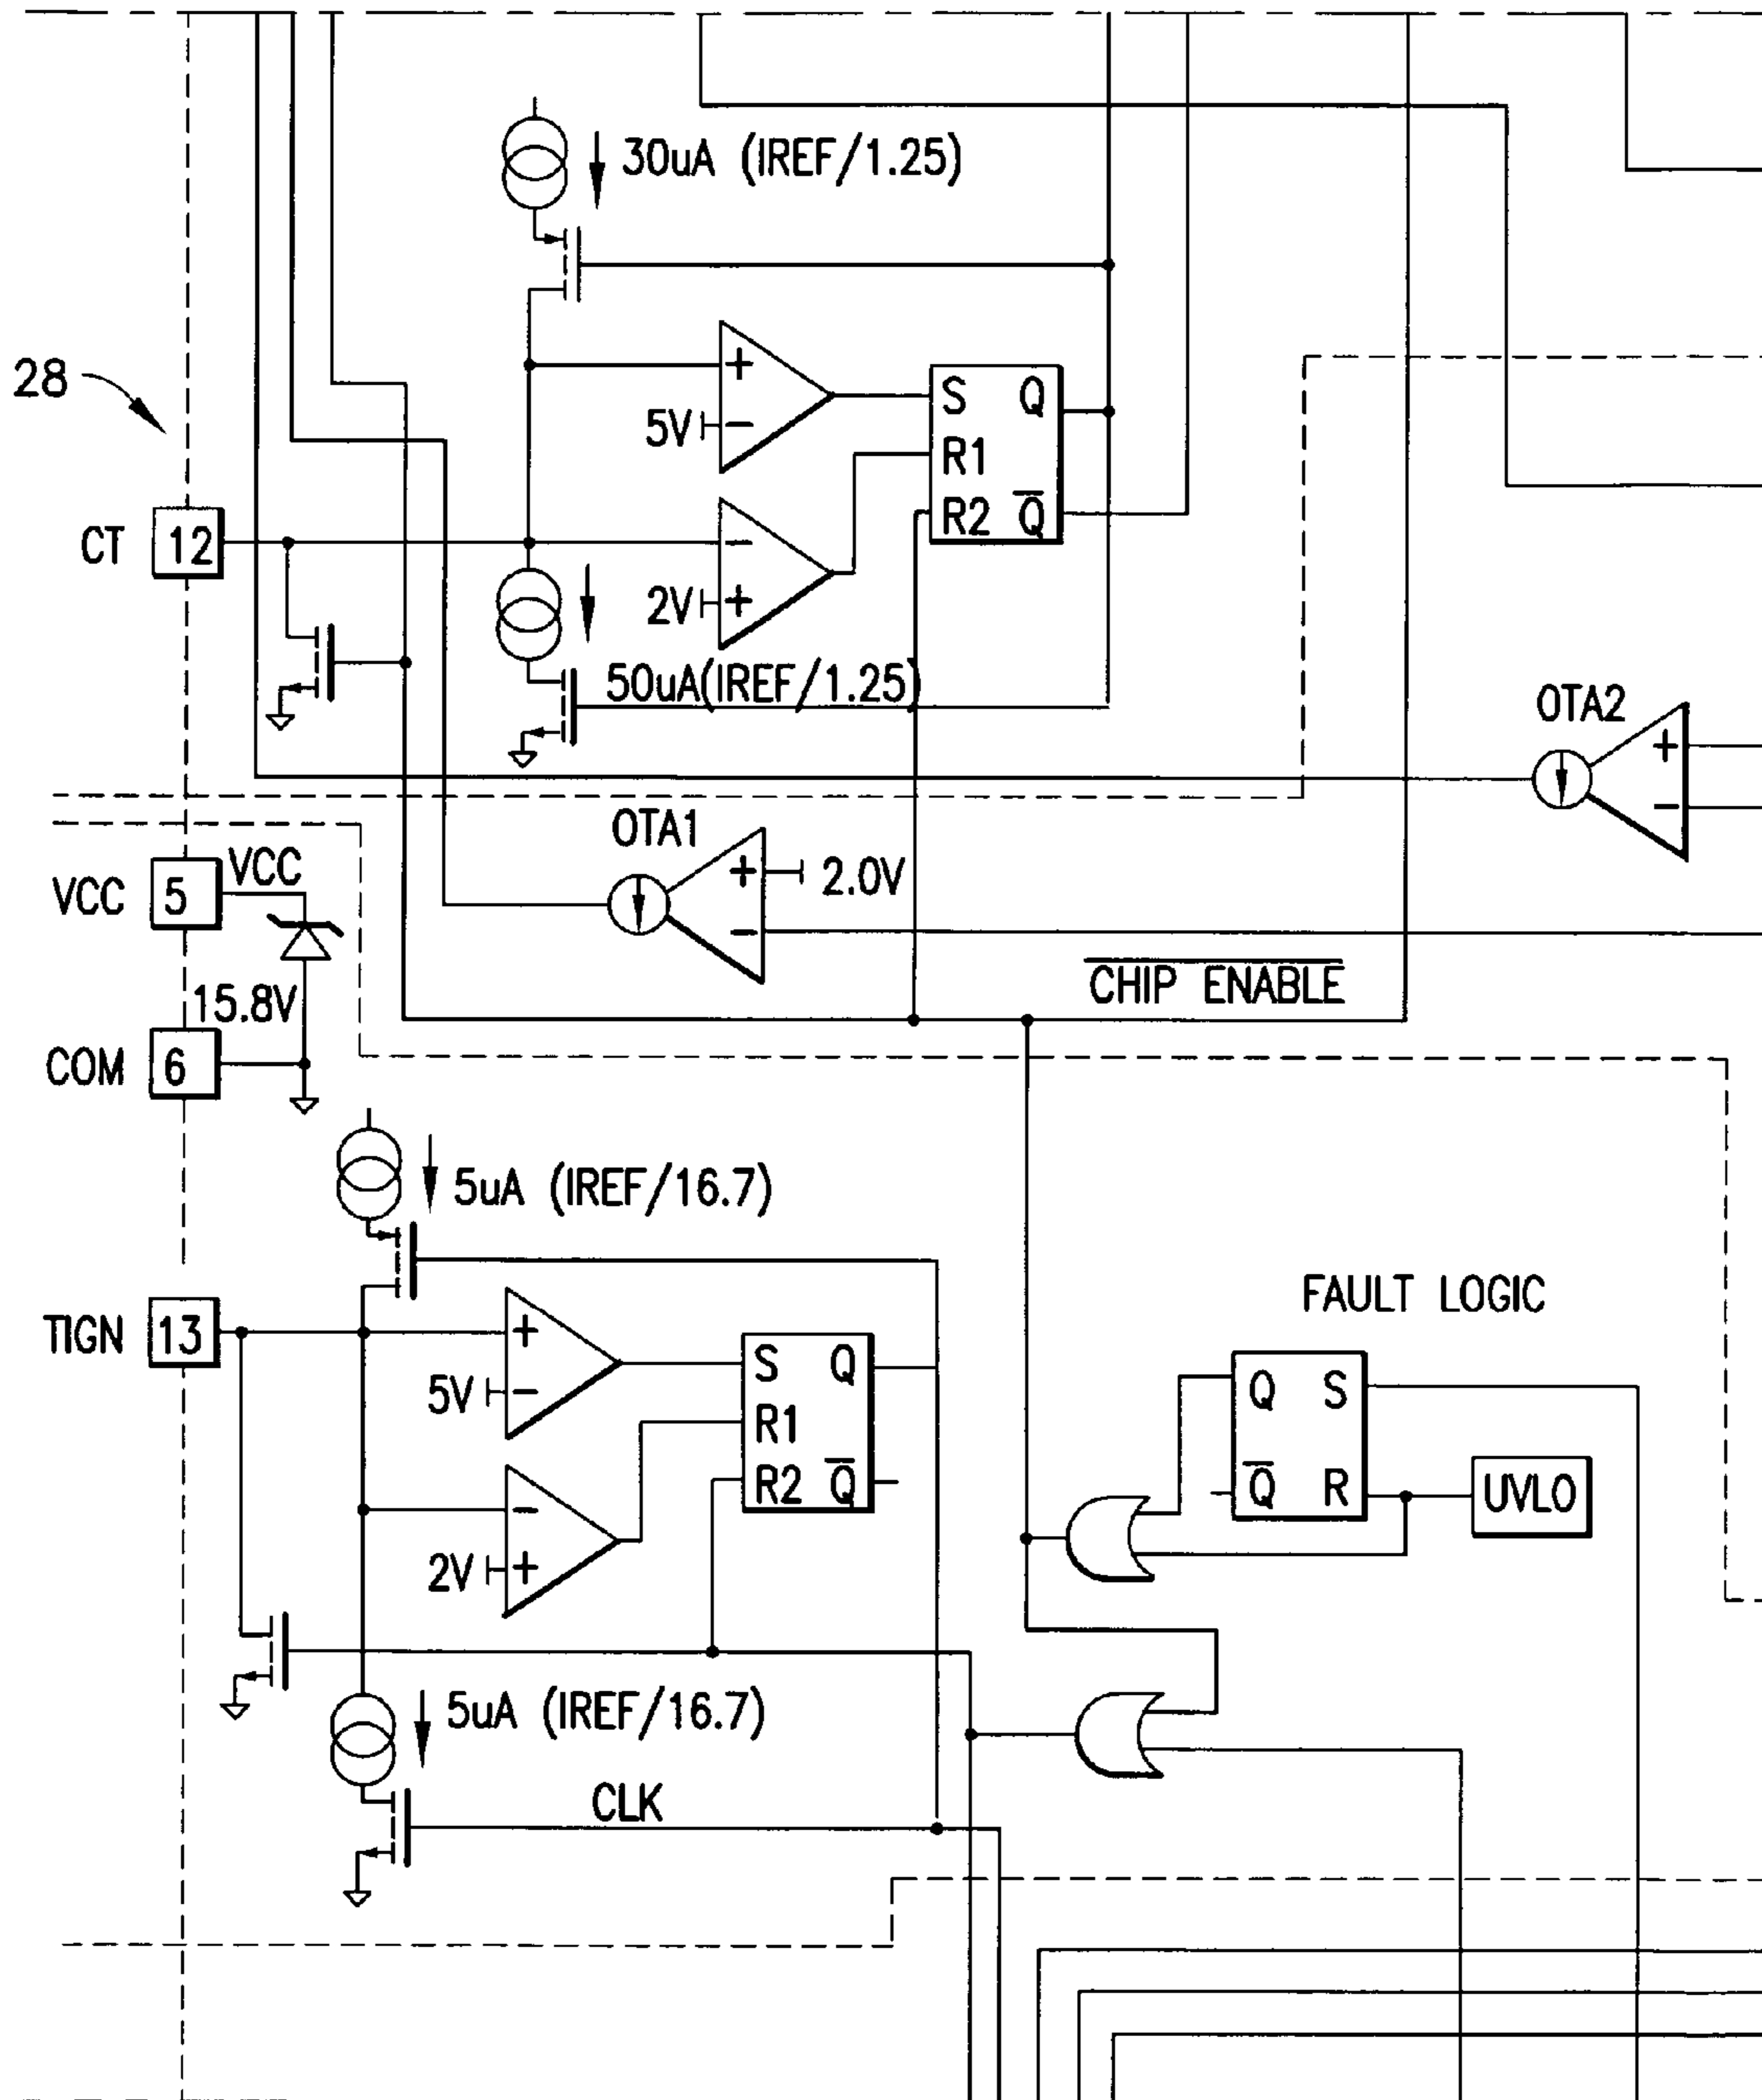 30uA (IREF/1.25)
28
+
5V
−
S Q
R1
R2 Q̅
CT 12
−
2V
+
50uA(IREF/1.25)
OTA2
+
−
OTA1
+
2.0V
−
VCC 5 VCC
15.8V
CHIP ENABLE
COM 6
5uA (IREF/16.7)
FAULT LOGIC
TIGN 13
+
5V
−
S Q
R1
R2 Q̅
Q S
Q̅ R
UVLO
−
2V
+
5uA (IREF/16.7)
CLK